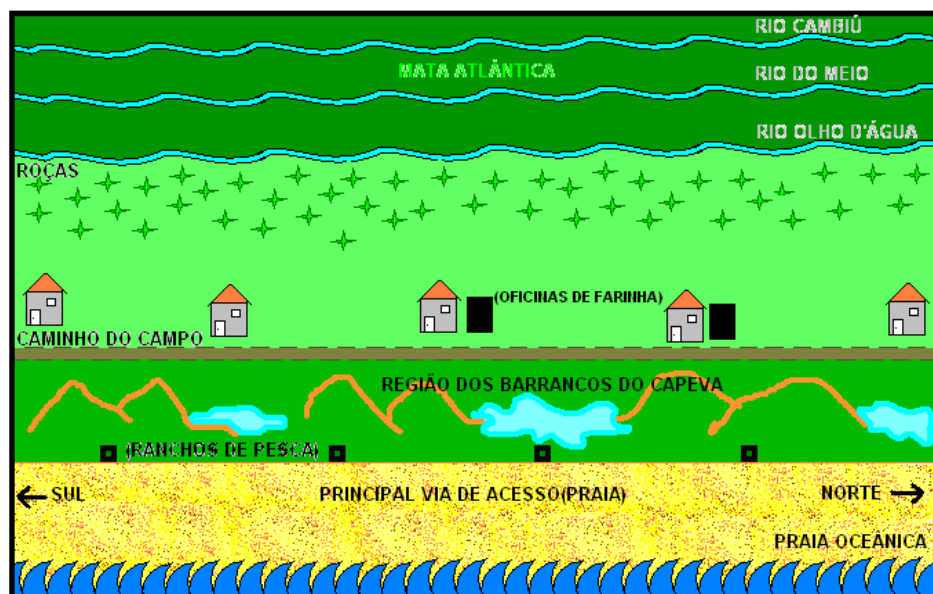 RIO CAMBIÚ
MATA ATLÂNTICA
RIO DO MEIO
RIO OLHO D'ÁGUA
ROÇAS
(OFICINAS DE FARINHA)
CAMINHO DO CAMPO
REGIÃO DOS BARRANCOS DO CAPEVA
(RANCHOS DE PESCA)
SUL
PRINCIPAL VIA DE ACESSO(PRAIA)
NORTE
PRAIA OCEÂNICA